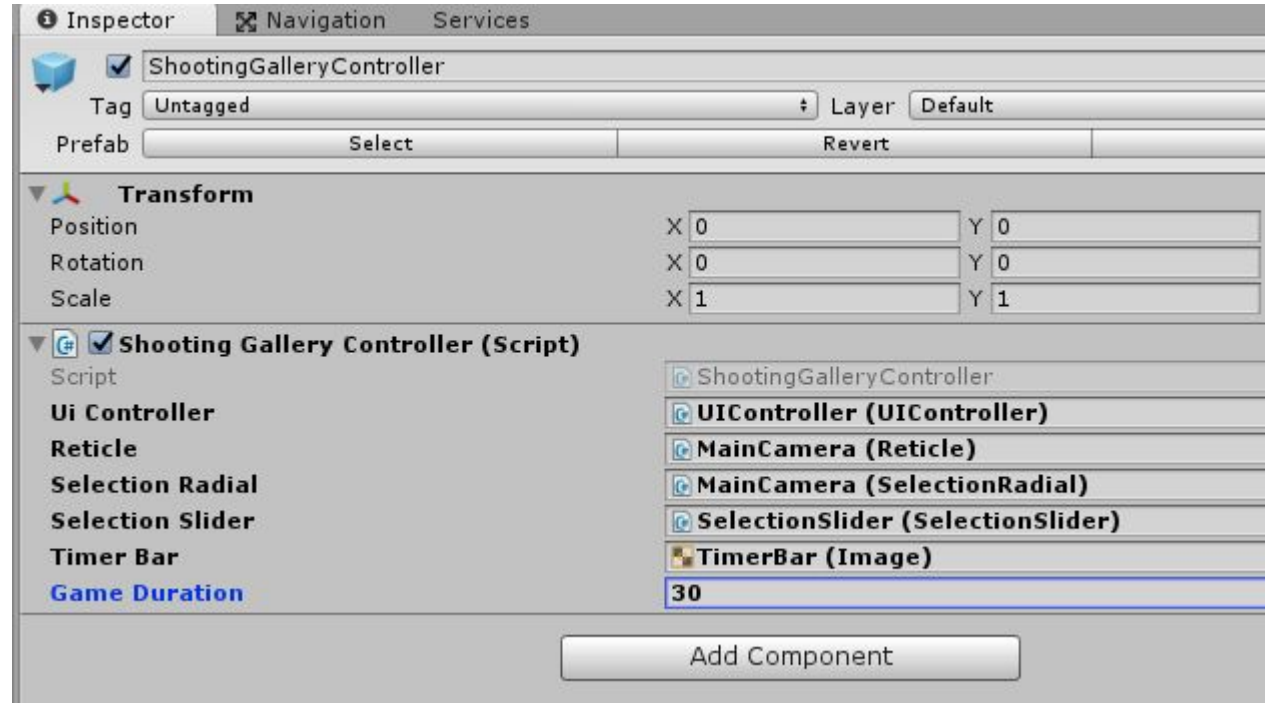 Inspector Navigation Services
ShootingGalleryController
Tag Untagged Layer Default
Prefab Select Revert
Transform
Position X 0 Y 0
Rotation X 0 Y 0
Scale X 1 Y 1
Shooting Gallery Controller (Script)
Script ShootingGalleryController
Ui Controller UIController (UIController)
Reticle MainCamera (Reticle)
Selection Radial MainCamera (SelectionRadial)
Selection Slider SelectionSlider (SelectionSlider)
Timer Bar TimerBar (Image)
Game Duration 30
Add Component